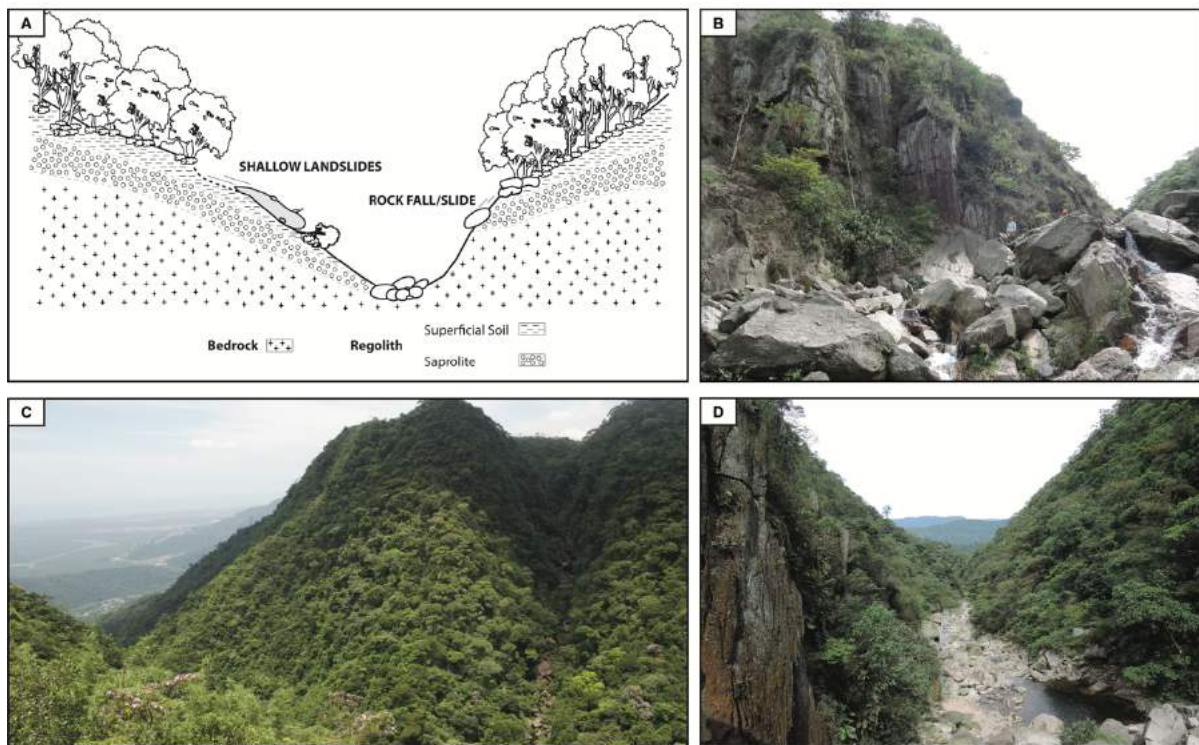 A
SHALLOW LANDSLIDES
ROCK FALL/SLIDE
Bedrock
Regolith
Superficial Soil
Saprolite
B
C
D